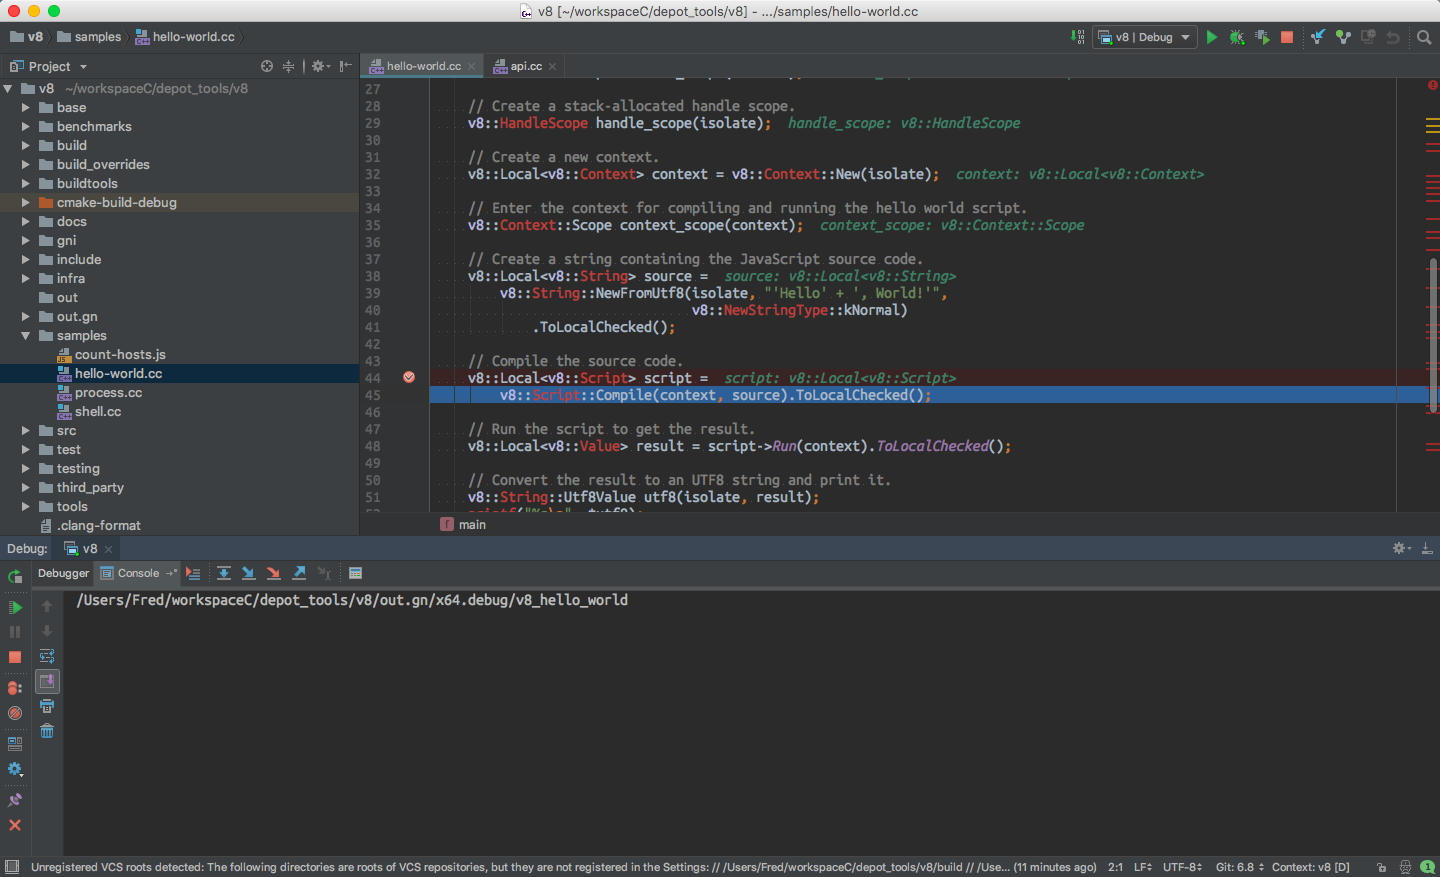 v8 [~/workspaceC/depot_tools/v8] - .../samples/hello-world.cc
v8 samples hello-world.cc
v8 | Debug
Project
hello-world.cc api.cc
v8 ~/workspaceC/depot_tools/v8
base
benchmarks
build
build_overrides
buildtools
cmake-build-debug
docs
gni
include
infra
out
out.gn
samples
count-hosts.js
hello-world.cc
process.cc
shell.cc
src
test
testing
third_party
tools
.clang-format
27
28 // Create a stack-allocated handle scope.
29 v8::HandleScope handle_scope(isolate); handle_scope: v8::HandleScope
30
31 // Create a new context.
32 v8::Local<v8::Context> context = v8::Context::New(isolate); context: v8::Local<v8::Context>
33
34 // Enter the context for compiling and running the hello world script.
35 v8::Context::Scope context_scope(context); context_scope: v8::Context::Scope
36
37 // Create a string containing the JavaScript source code.
38 v8::Local<v8::String> source = source: v8::Local<v8::String>
39 v8::String::NewFromUtf8(isolate, "'Hello' + ', World!'",
40 v8::NewStringType::kNormal)
41 .ToLocalChecked();
42
43 // Compile the source code.
44 v8::Local<v8::Script> script = script: v8::Local<v8::Script>
45 v8::Script::Compile(context, source).ToLocalChecked();
46
47 // Run the script to get the result.
48 v8::Local<v8::Value> result = script->Run(context).ToLocalChecked();
49
50 // Convert the result to an UTF8 string and print it.
51 v8::String::Utf8Value utf8(isolate, result);
f main
Debug: v8
Debugger Console
/Users/Fred/workspaceC/depot_tools/v8/out.gn/x64.debug/v8_hello_world
Unregistered VCS roots detected: The following directories are roots of VCS repositories, but they are not registered in the Settings: // /Users/Fred/workspaceC/depot_tools/v8/build // /Use... (11 minutes ago) 2:1 LF UTF-8 Git: 6.8 Context: v8 [D] 1